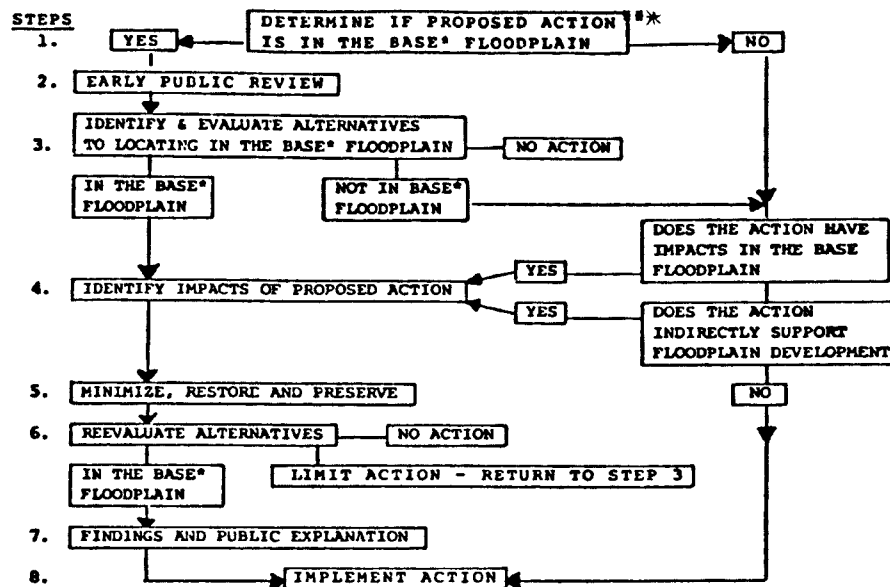 STEPS
1.
YES
DETERMINE IF PROPOSED ACTION***
IS IN THE BASE* FLOODPLAIN
NO
2.
EARLY PUBLIC REVIEW
3.
IDENTIFY & EVALUATE ALTERNATIVES
TO LOCATING IN THE BASE* FLOODPLAIN
NO ACTION
IN THE BASE*
FLOODPLAIN
NOT IN BASE*
FLOODPLAIN
DOES THE ACTION HAVE
IMPACTS IN THE BASE
FLOODPLAIN
YES
4.
IDENTIFY IMPACTS OF PROPOSED ACTION
YES
DOES THE ACTION
INDIRECTLY SUPPORT
FLOODPLAIN DEVELOPMENT
5.
MINIMIZE, RESTORE AND PRESERVE
NO
6.
REEVALUATE ALTERNATIVES
NO ACTION
IN THE BASE*
FLOODPLAIN
LIMIT ACTION - RETURN TO STEP 3
7.
FINDINGS AND PUBLIC EXPLANATION
8.
IMPLEMENT ACTION